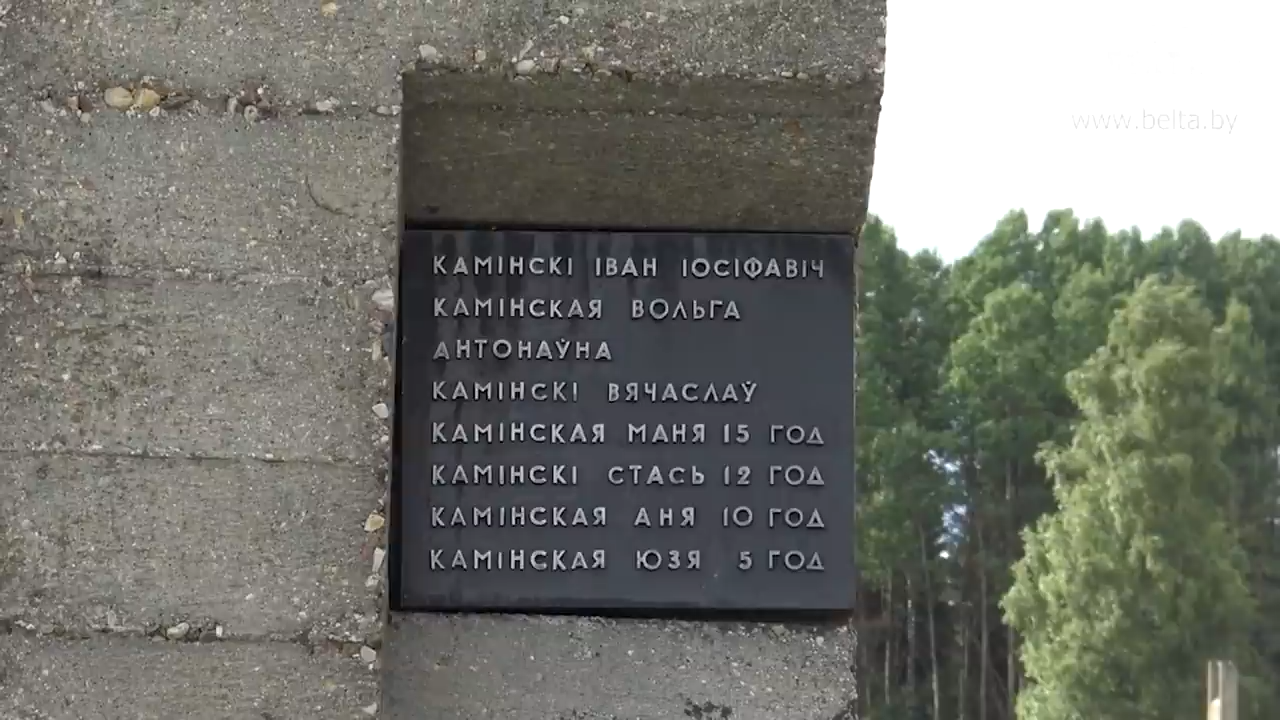 www.belta.by
КАМІНСКІ ІВАН ІОСІФАВІЧ
КАМІНСКАЯ ВОЛЬГА
АНТОНАЎНА
КАМІНСКІ ВЯЧАСЛАЎ
КАМІНСКАЯ МАНЯ 15 ГОД
КАМІНСКІ СТАСЬ 12 ГОД
КАМІНСКАЯ АНЯ 10 ГОД
КАМІНСКАЯ ЮЗЯ 5 ГОД